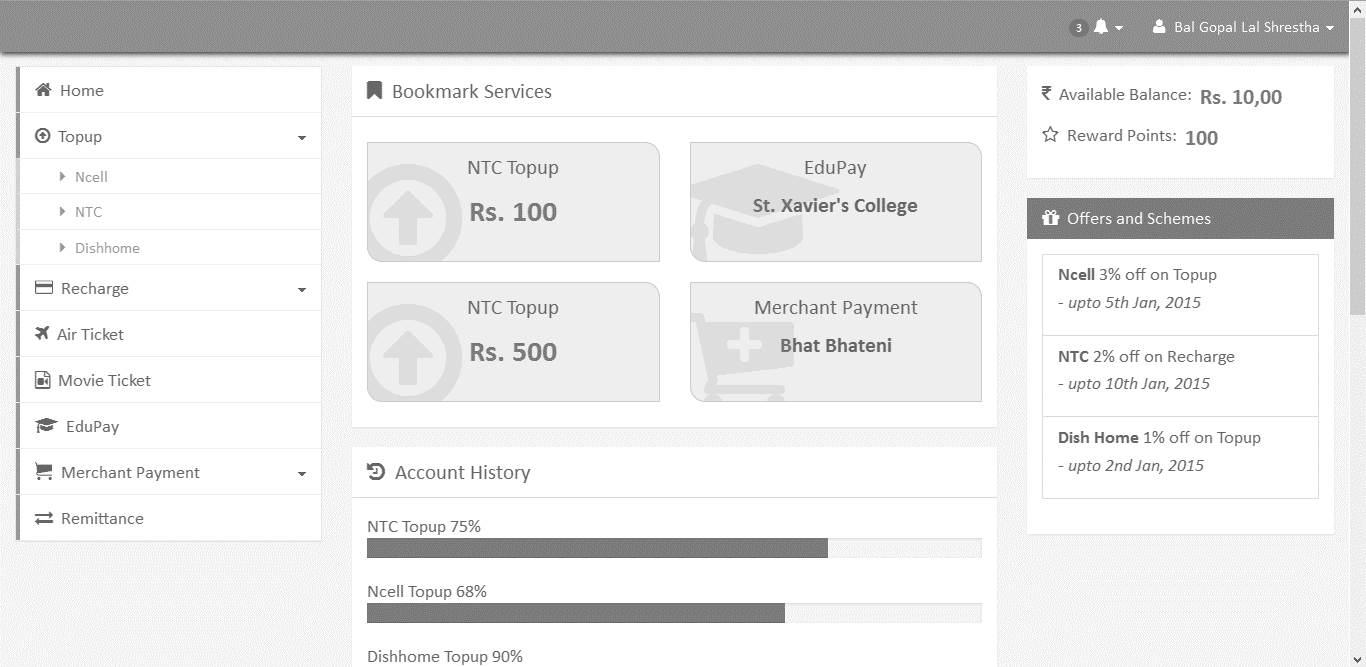 3
Bal Gopal Lal Shrestha
Home
Topup
Ncell
NTC
Dishhome
Recharge
Air Ticket
Movie Ticket
EduPay
Merchant Payment
Remittance
Bookmark Services
NTC Topup
Rs. 100
EduPay
St. Xavier's College
NTC Topup
Rs. 500
Merchant Payment
Bhat Bhateni
Account History
NTC Topup 75%
Ncell Topup 68%
Dishhome Topup 90%
₹ Available Balance: Rs. 10,00
Reward Points: 100
Offers and Schemes
Ncell 3% off on Topup
- upto 5th Jan, 2015
NTC 2% off on Recharge
- upto 10th Jan, 2015
Dish Home 1% off on Topup
- upto 2nd Jan, 2015